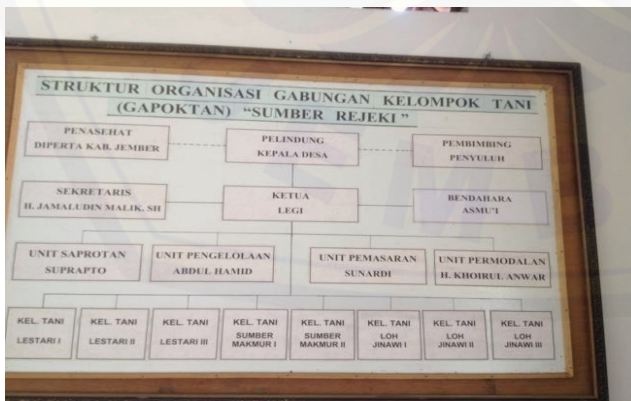 STRUKTUR ORGANISASI GABUNGAN KELOMPOK TANI
(GAPOKTAN) “SUMBER REJEKI”
PENASEHAT
DIPERTA KAB. JEMBER
PELINDUNG
KEPALA DESA
PEMBIMBING
PENYULUH
SEKRETARIS
H. JAMALUDIN MALIK. SH
KETUA
LEGI
BENDAHARA
ASMU'I
UNIT SAPROTAN
SUPRAPTO
UNIT PENGELOLAAN
ABDUL HAMID
UNIT PEMASARAN
SUNARDI
UNIT PERMODALAN
H. KHOIRUL ANWAR
KEL. TANI
LESTARI I
KEL. TANI
LESTARI II
KEL. TANI
LESTARI III
KEL. TANI
SUMBER
MAKMUR I
KEL. TANI
SUMBER
MAKMUR II
KEL. TANI
LOH
JINAWI I
KEL. TANI
LOH
JINAWI II
KEL. TANI
LOH
JINAWI III